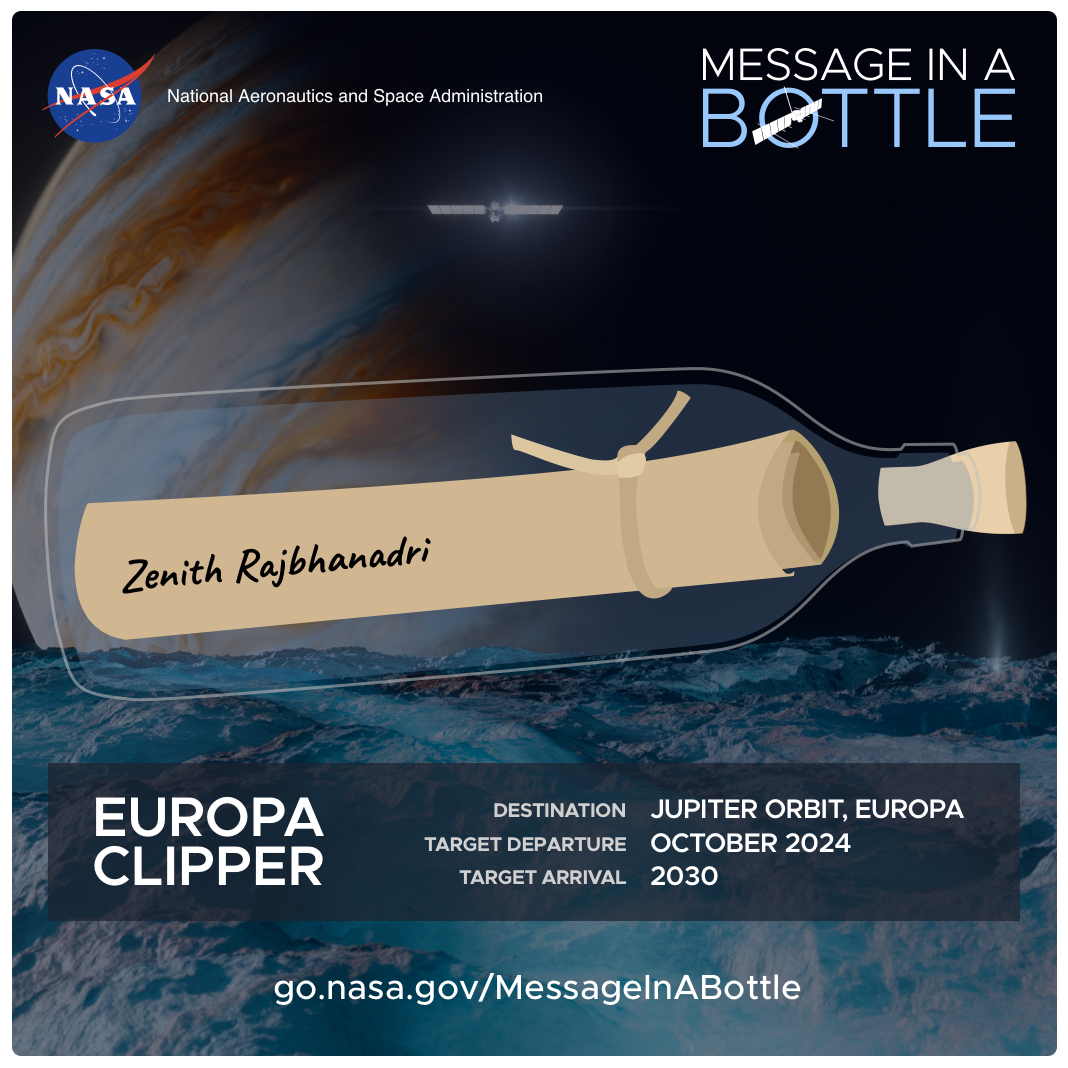 NASA
National Aeronautics and Space Administration
MESSAGE IN A
BOTTLE
Zenith Rajbhanadri
EUROPA
CLIPPER
DESTINATION JUPITER ORBIT, EUROPA
TARGET DEPARTURE OCTOBER 2024
TARGET ARRIVAL 2030
go.nasa.gov/MessageInABottle